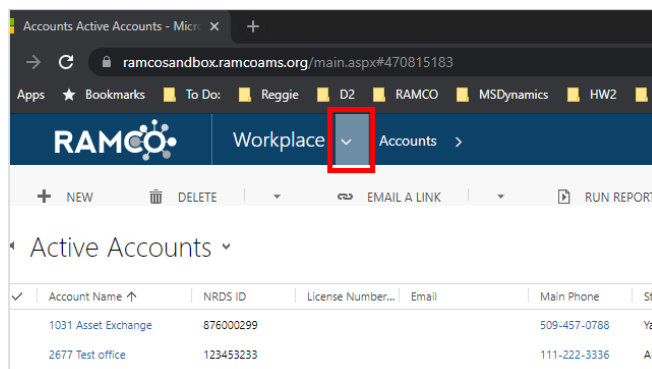 Accounts Active Accounts - Micr
ramcosandbox.ramcoams.org/main.aspx#470815183
Apps Bookmarks To Do: Reggie D2 RAMCO MSDynamics HW2
RAMCO Workplace Accounts
NEW DELETE EMAIL A LINK RUN REPORT
Active Accounts
Account Name NRDS ID License Number... Email Main Phone
1031 Asset Exchange 876000299 509-457-0788
2677 Test office 123453233 111-222-3336